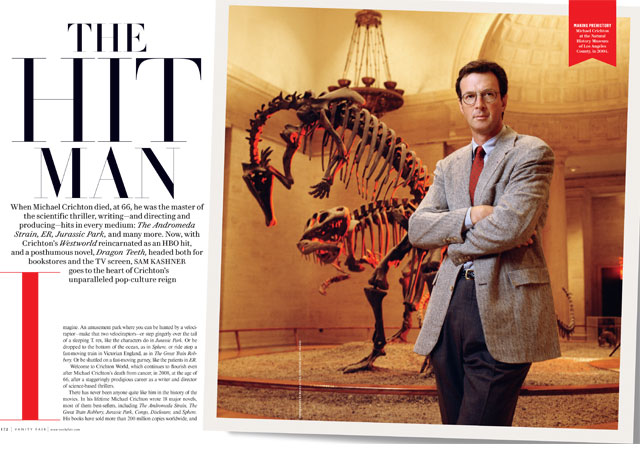 THE
HIT
MAN
When Michael Crichton died, at 66, he was the master of
the scientific thriller, writing—and directing and
producing—hits in every medium: The Andromeda
Strain, ER, Jurassic Park, and many more. Now, with
Crichton's Westworld reincarnated as an HBO hit,
and a posthumous novel, Dragon Teeth, headed both for
bookstores and the TV screen, SAM KASHNER
goes to the heart of Crichton's
unparalleled pop-culture reign
MAKING PREHISTORY
Michael Crichton
at the Natural
History Museum
of Los Angeles
County, in
magine. An amusement park where you can be hunted by a veloci-
raptor—make that two velociraptors—or step gingerly over the tail
of a sleeping T. rex, like the characters do in Jurassic Park. Or be
dropped to the bottom of the ocean, as in Sphere, or ride atop a
fast-moving train in Victorian England, as in The Great Train Rob-
bery. Or be shuttled on a fast-moving gurney, like the patients in ER.
Welcome to Crichton World, which continues to flourish even
after Michael Crichton's death from cancer, in 2008, at the age of
66, after a staggeringly prodigious career as a writer and director
of science-based thrillers.
There has never been anyone quite like him in the history of the
movies. In his lifetime Michael Crichton wrote 18 major novels,
most of them best-sellers, including The Andromeda Strain, The
Great Train Robbery, Jurassic Park, Congo, Disclosure, and Sphere.
His books have sold more than 200 million copies worldwide, and
VANITY FAIR www.vanityfair.com